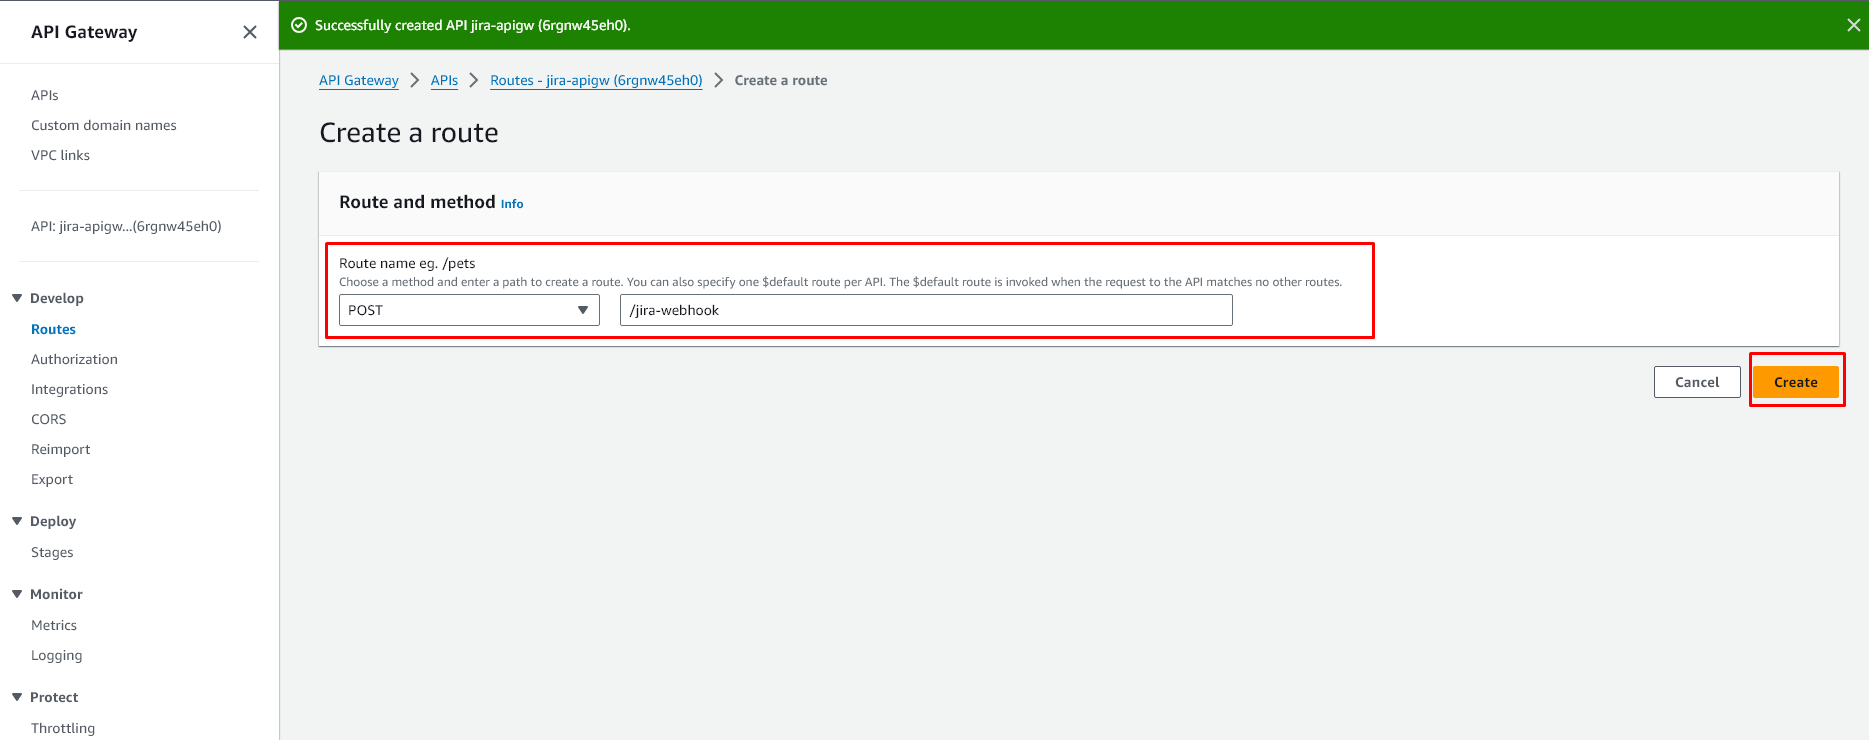 API Gateway
APIs
Custom domain names
VPC links
API: jira-apigw...(6rgnw45eh0)
Develop
Routes
Authorization
Integrations
CORS
Reimport
Export
Deploy
Stages
Monitor
Metrics
Logging
Protect
Throttling
Successfully created API jira-apigw (6rgnw45eh0).
API Gateway > APIs > Routes - jira-apigw (6rgnw45eh0) > Create a route
Create a route
Route and method Info
Route name eg. /pets
Choose a method and enter a path to create a route. You can also specify one $default route per API. The $default route is invoked when the request to the API matches no other routes.
POST /jira-webhook
Cancel Create